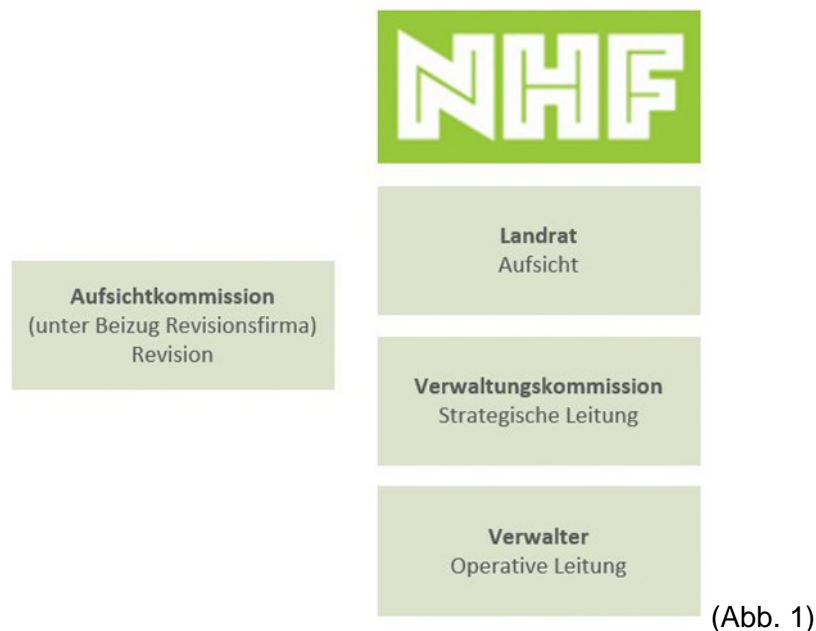 NHF
Landrat
Aufsicht
Aufsichtkommission
(unter Beizug Revisionsfirma)
Revision
Verwaltungskommission
Strategische Leitung
Verwalter
Operative Leitung
(Abb. 1)